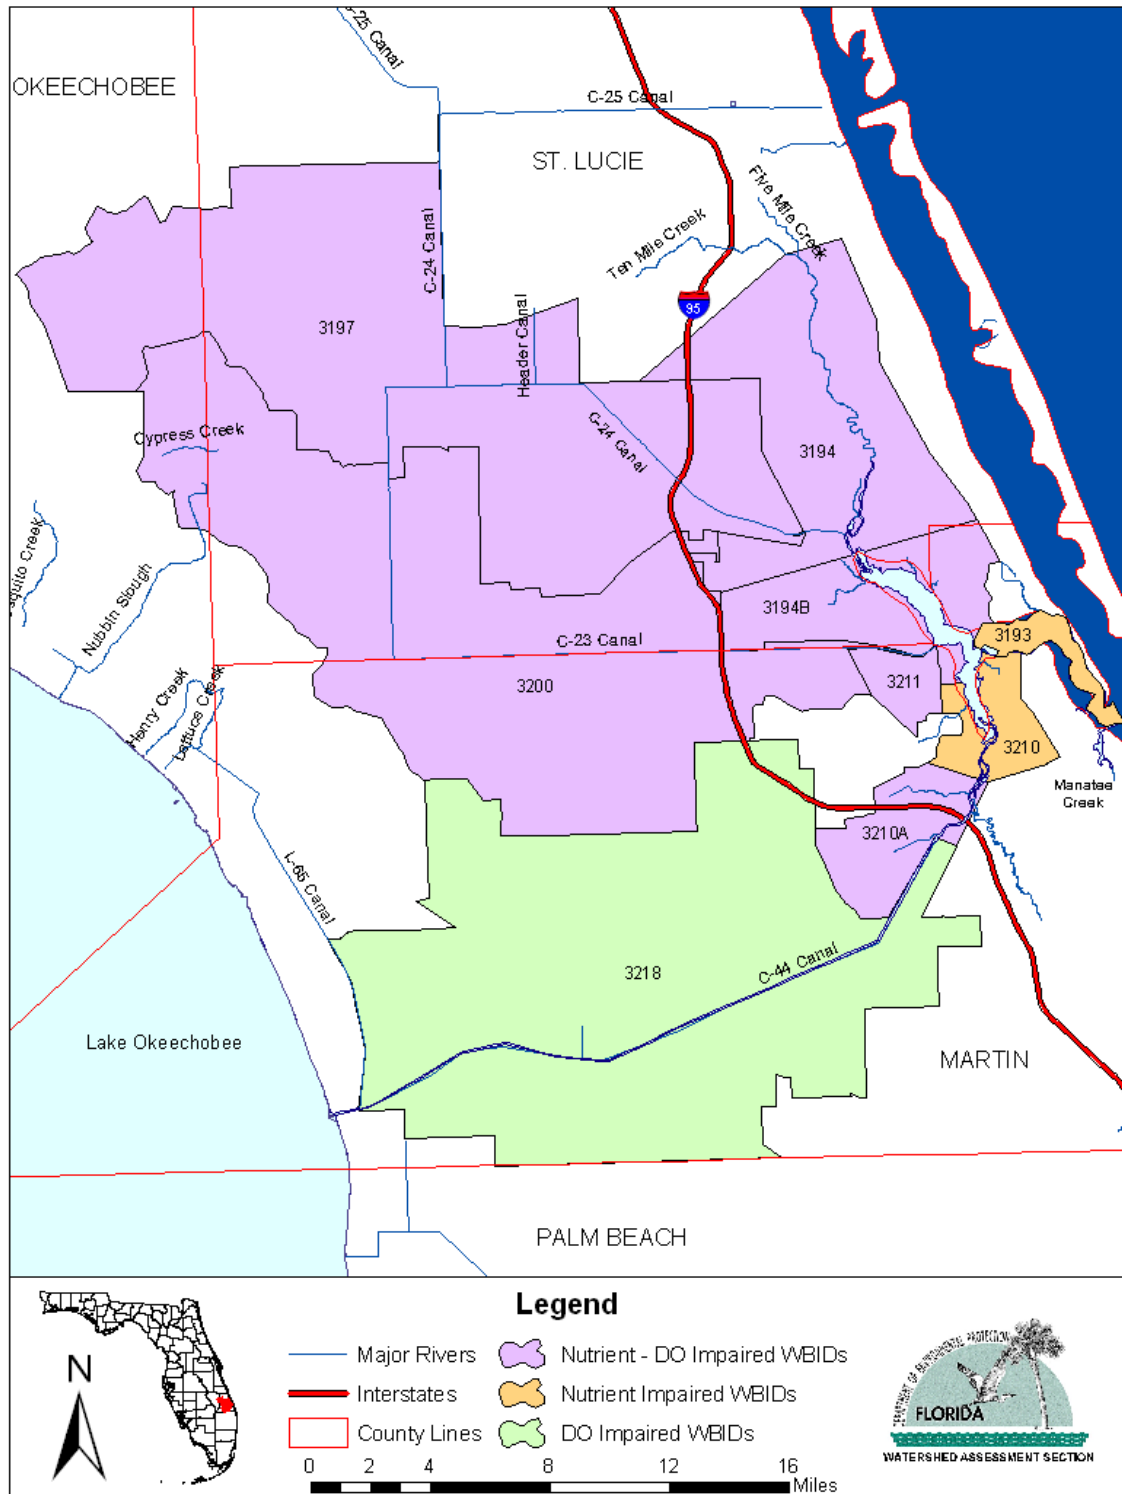 C-25 Canal
OKEECHOBEE
C-25 Canal
ST. LUCIE
Five Mile Creek
Ten Mile Creek
C-24 Canal
95
Header Canal
3197
Cypress Creek
C-24 Canal
3194
Nubbin Slough
3194B
3193
C-23 Canal
3200
3211
Henry Creek
Lettuce Creek
3210
Manatee
Creek
3210A
L-65 Canal
3218
C-44 Canal
Lake Okeechobee
MARTIN
PALM BEACH
Legend
N
Major Rivers
Interstates
County Lines
Nutrient - DO Impaired WBIDs
Nutrient Impaired WBIDs
DO Impaired WBIDs
0 2 4 8 12 16
Miles
DEPARTMENT OF ENVIRONMENTAL PROTECTION
FLORIDA
WATERSHED ASSESSMENT SECTION